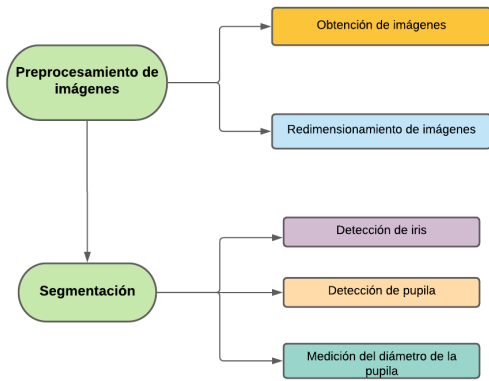 Obtención de imágenes
Preprocesamiento de
imágenes
Redimensionamiento de imágenes
Detección de iris
Segmentación
Detección de pupila
Medición del diámetro de la
pupila